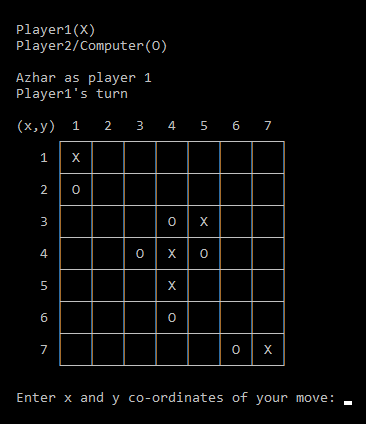 Player1(X)
Player2/Computer(O)
Azhar as player 1
Player1's turn
(x,y) 1 2 3 4 5 6 7
1 X
2 O
3 O X
4 O X O
5 X
6 O
7 O X
Enter x and y co-ordinates of your move: